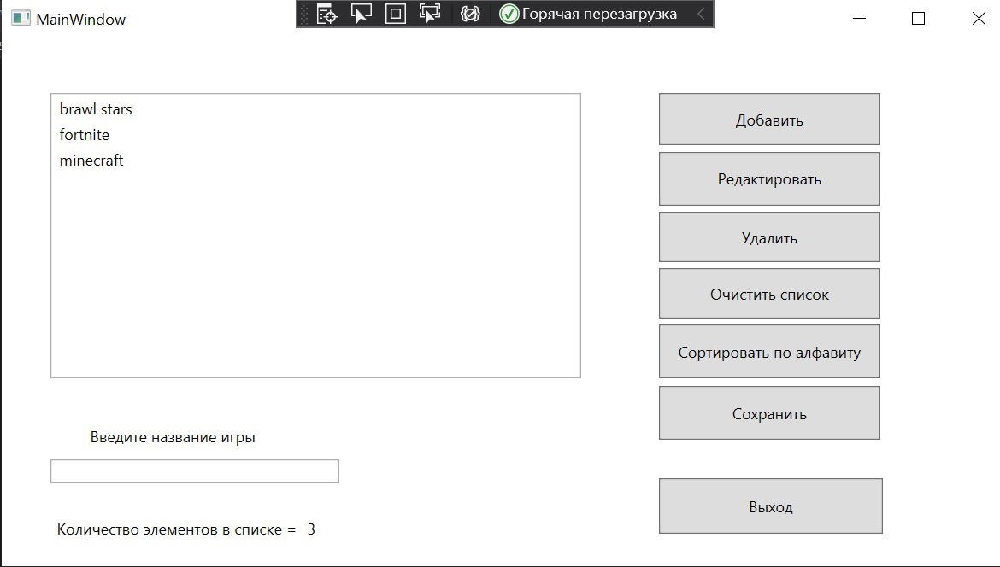 MainWindow
Горячая перезагрузка
brawl stars
fortnite
minecraft
Добавить
Редактировать
Удалить
Очистить список
Сортировать по алфавиту
Сохранить
Введите название игры
Количество элементов в списке = 3
Выход